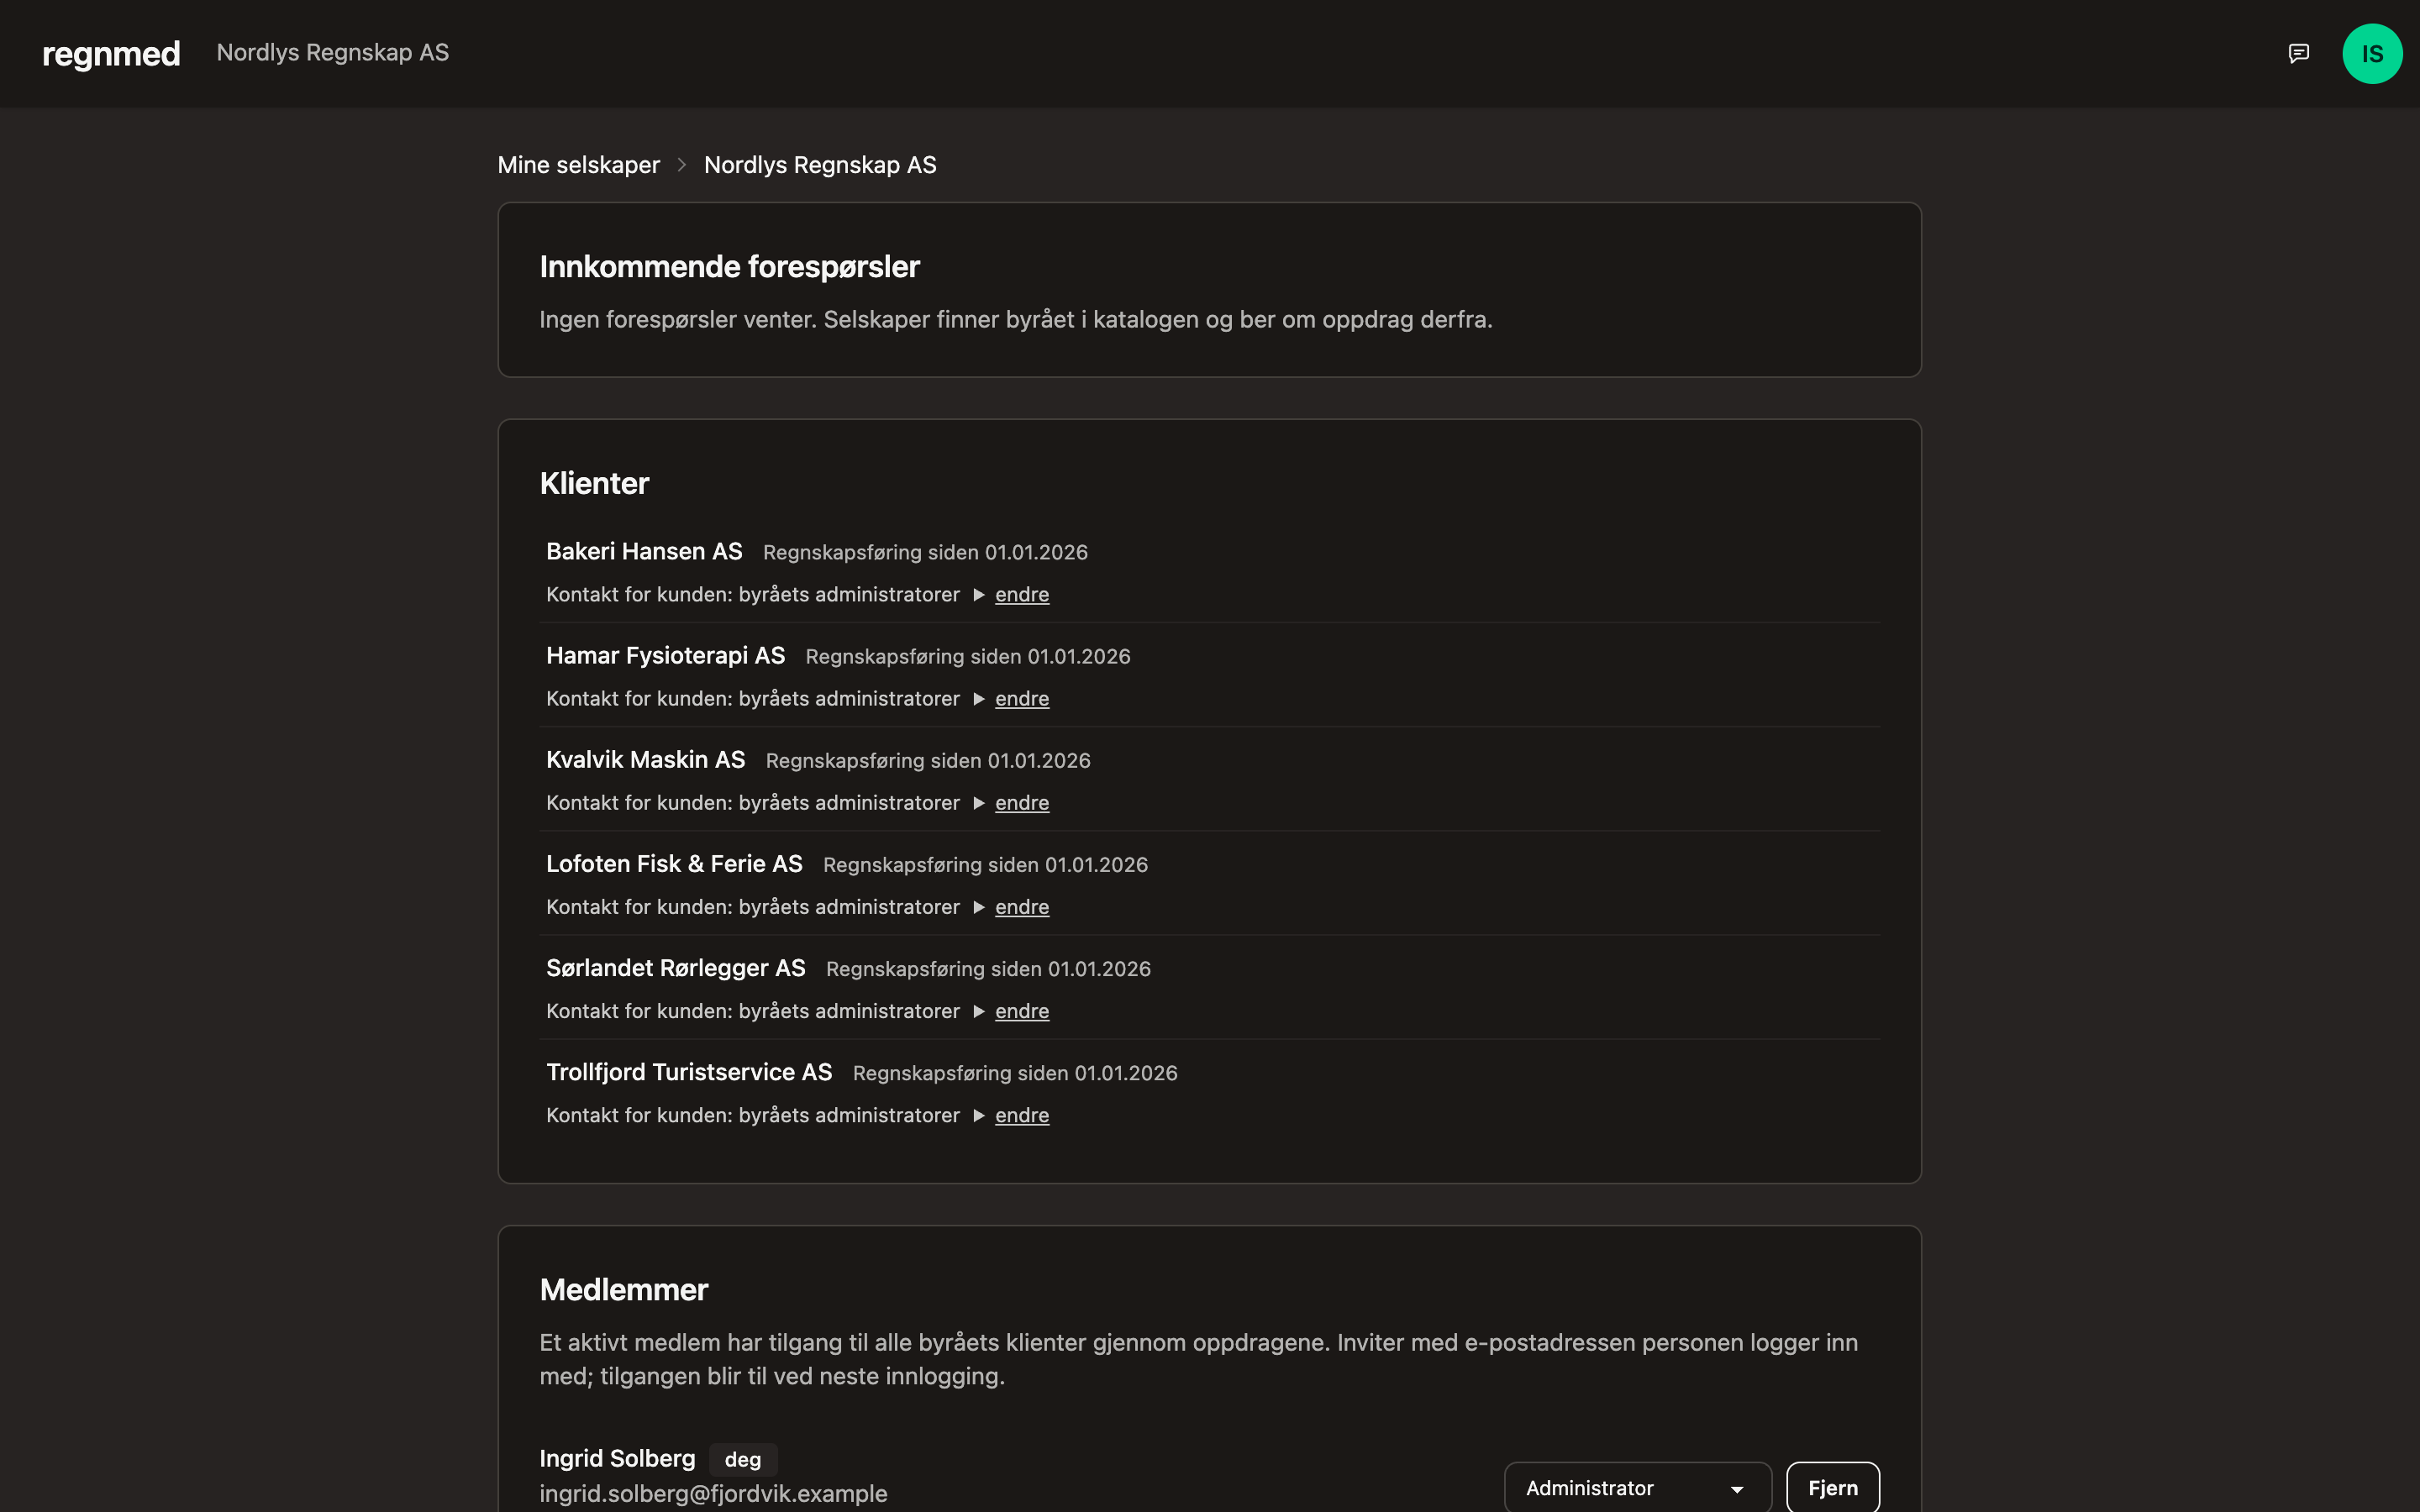 regnmed Nordlys Regnskap AS IS
Mine selskaper > Nordlys Regnskap AS
Innkommende forespørsler
Ingen forespørsler venter. Selskaper finner byrået i katalogen og ber om oppdrag derfra.
Klienter
Bakeri Hansen AS Regnskapsføring siden 01.01.2026
Kontakt for kunden: byråets administratorer ▶ endre
Hamar Fysioterapi AS Regnskapsføring siden 01.01.2026
Kontakt for kunden: byråets administratorer ▶ endre
Kvalvik Maskin AS Regnskapsføring siden 01.01.2026
Kontakt for kunden: byråets administratorer ▶ endre
Lofoten Fisk & Ferie AS Regnskapsføring siden 01.01.2026
Kontakt for kunden: byråets administratorer ▶ endre
Sørlandet Rørlegger AS Regnskapsføring siden 01.01.2026
Kontakt for kunden: byråets administratorer ▶ endre
Trollfjord Turistservice AS Regnskapsføring siden 01.01.2026
Kontakt for kunden: byråets administratorer ▶ endre
Medlemmer
Et aktivt medlem har tilgang til alle byråets klienter gjennom oppdragene. Inviter med e-postadressen personen logger inn
med; tilgangen blir til ved neste innlogging.
Ingrid Solberg deg
ingrid.solberg@fjordvik.example
Administrator Fjern